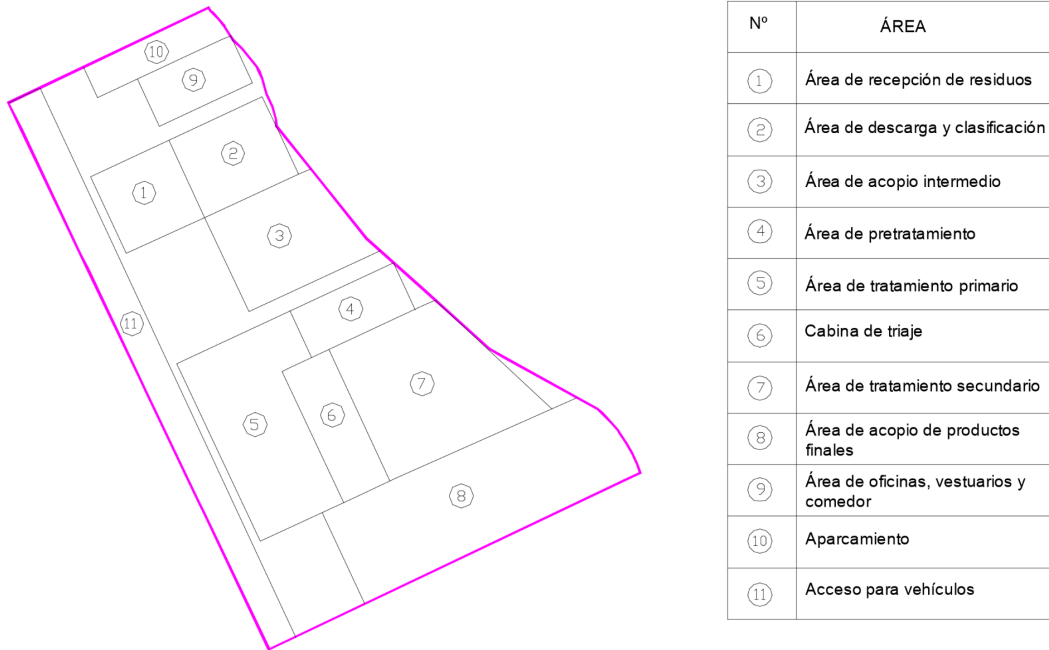 10
9
2
1
3
4
11
7
6
5
8
Nº ÁREA
1 Área de recepción de residuos
2 Área de descarga y clasificación
3 Área de acopio intermedio
4 Área de pretratamiento
5 Área de tratamiento primario
6 Cabina de triaje
7 Área de tratamiento secundario
8 Área de acopio de productos
finales
9 Área de oficinas, vestuarios y
comedor
10 Aparcamiento
11 Acceso para vehículos